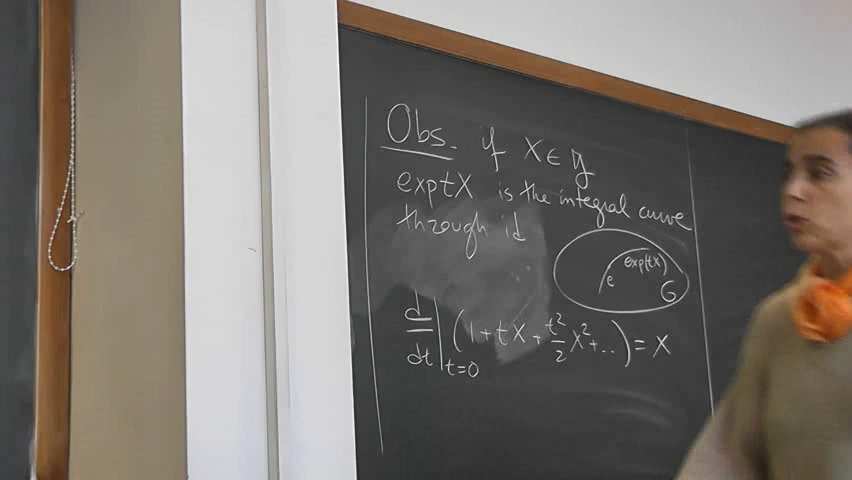 Obs. if X ∈ 𝔤
exp tX is the integral curve
through id
exp(tX)
e
G
d/dt|_{t=0} (1 + tX + t²/2 X² + ...) = X